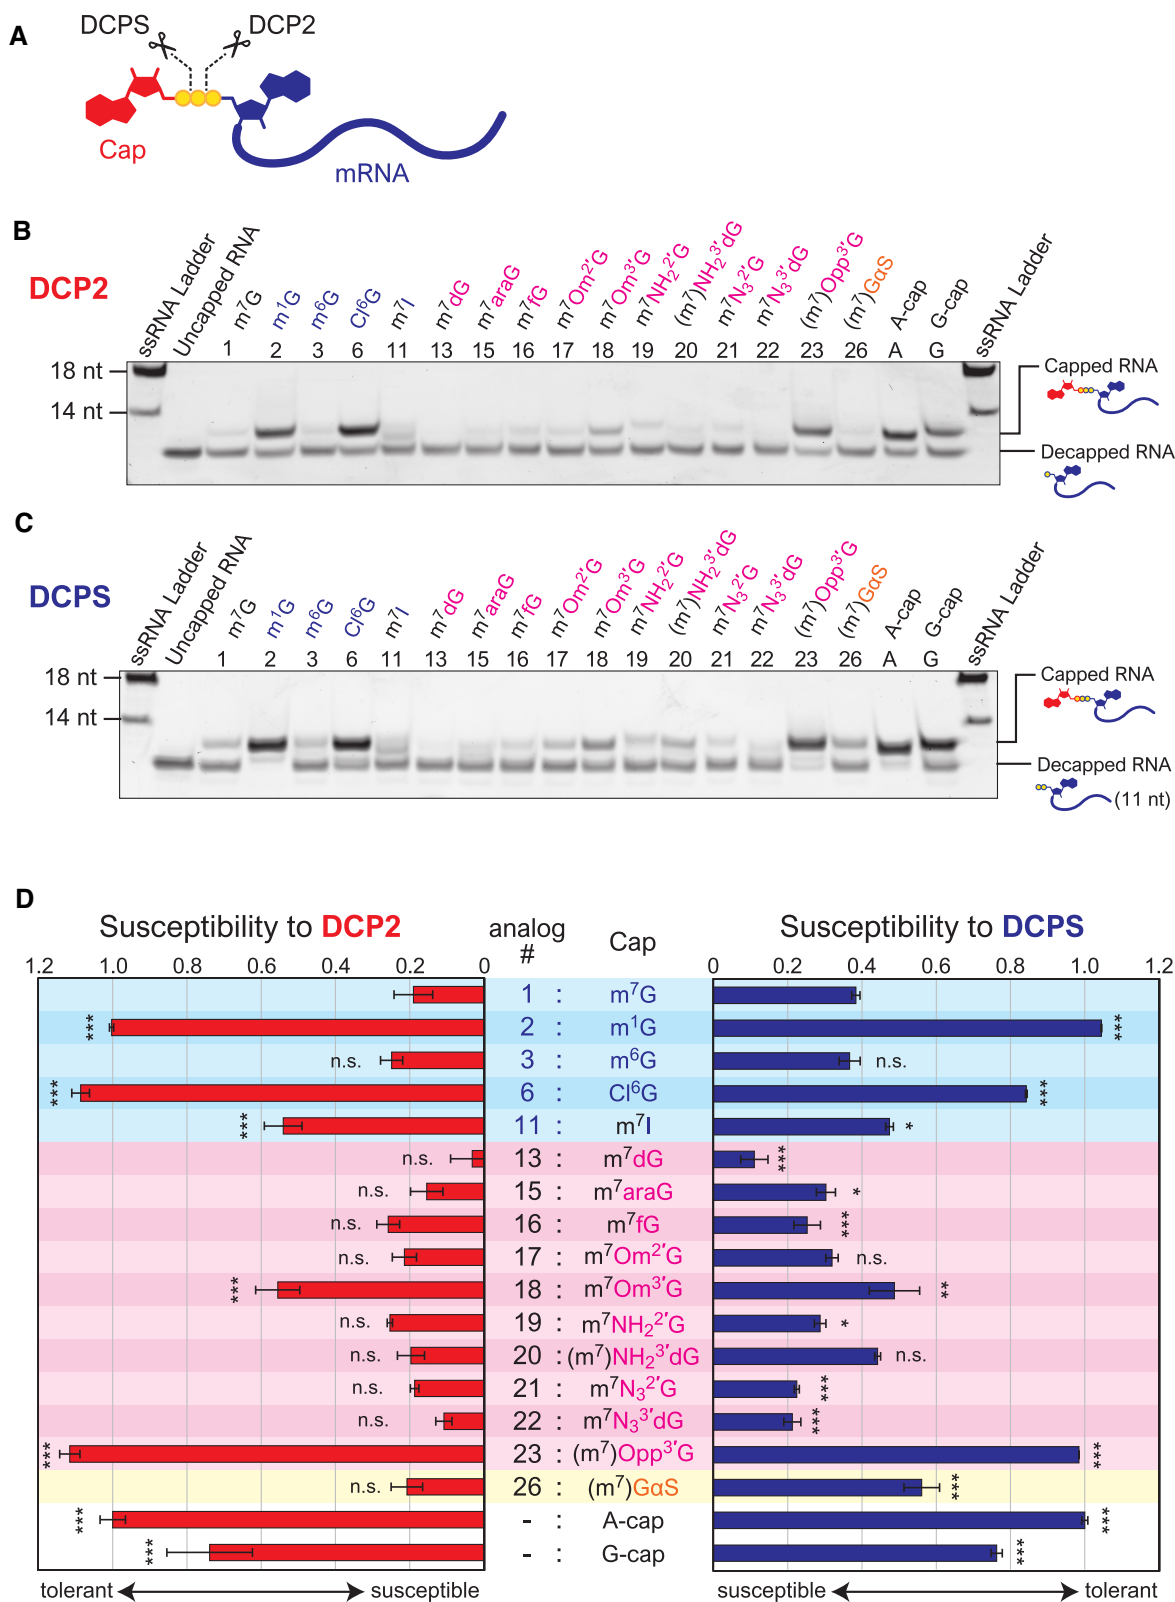 A
DCPS DCP2
Cap
mRNA
B
DCP2
ssRNA Ladder Uncapped RNA m⁷G m¹G m⁶G Cl⁶G m⁷I m⁷dG m⁷araG m⁷fG m⁷Om²′G m⁷Om³′G m⁷NH₂²′G (m⁷)NH₂³′dG m⁷N₃²′G m⁷N₃³′dG (m⁷)Opp³′G (m⁷)GαS A-cap G-cap ssRNA Ladder
1 2 3 6 11 13 15 16 17 18 19 20 21 22 23 26 A G
18 nt
14 nt
Capped RNA
Decapped RNA
C
DCPS
ssRNA Ladder Uncapped RNA m⁷G m¹G m⁶G Cl⁶G m⁷I m⁷dG m⁷araG m⁷fG m⁷Om²′G m⁷Om³′G m⁷NH₂²′G (m⁷)NH₂³′dG m⁷N₃²′G m⁷N₃³′dG (m⁷)Opp³′G (m⁷)GαS A-cap G-cap ssRNA Ladder
1 2 3 6 11 13 15 16 17 18 19 20 21 22 23 26 A G
18 nt
14 nt
Capped RNA
Decapped RNA
(11 nt)
D
Susceptibility to DCP2 analog # Cap Susceptibility to DCPS
1.2 1.0 0.8 0.6 0.4 0.2 0 0 0.2 0.4 0.6 0.8 1.0 1.2
1 : m⁷G
*** 2 : m¹G ***
n.s. 3 : m⁶G n.s.
*** 6 : Cl⁶G ***
*** 11 : m⁷I *
n.s. 13 : m⁷dG ***
n.s. 15 : m⁷araG *
n.s. 16 : m⁷fG ***
n.s. 17 : m⁷Om²′G n.s.
*** 18 : m⁷Om³′G **
n.s. 19 : m⁷NH₂²′G *
n.s. 20 : (m⁷)NH₂³′dG n.s.
n.s. 21 : m⁷N₃²′G ***
n.s. 22 : m⁷N₃³′dG ***
*** 23 : (m⁷)Opp³′G ***
n.s. 26 : (m⁷)GαS ***
*** - : A-cap ***
*** - : G-cap ***
tolerant susceptible susceptible tolerant